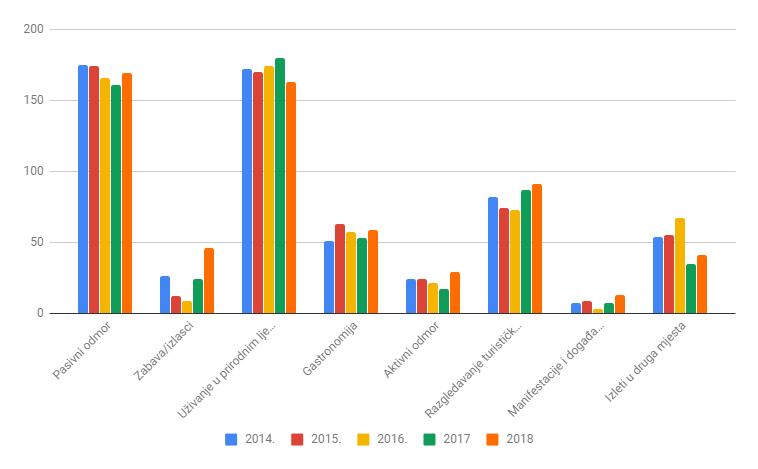 200
150
100
50
0
Pasivni odmor
Zabava/izlasci
Uživanje u prirodnim lje...
Gastronomija
Aktivni odmor
Razgledavanje turističk...
Manifestacije i događa...
Izleti u druga mjesta
2014. 2015. 2016. 2017 2018